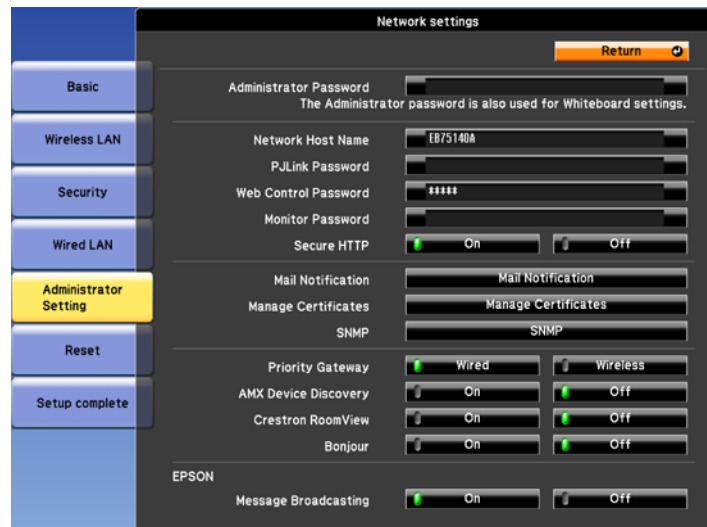 Network settings
Return
Basic
Wireless LAN
Security
Wired LAN
Administrator
Setting
Reset
Setup complete
Administrator Password
The Administrator password is also used for Whiteboard settings.
Network Host Name EB75140A
PJLink Password
Web Control Password *****
Monitor Password
Secure HTTP On Off
Mail Notification Mail Notification
Manage Certificates Manage Certificates
SNMP SNMP
Priority Gateway Wired Wireless
AMX Device Discovery On Off
Crestron RoomView On Off
Bonjour On Off
EPSON
Message Broadcasting On Off